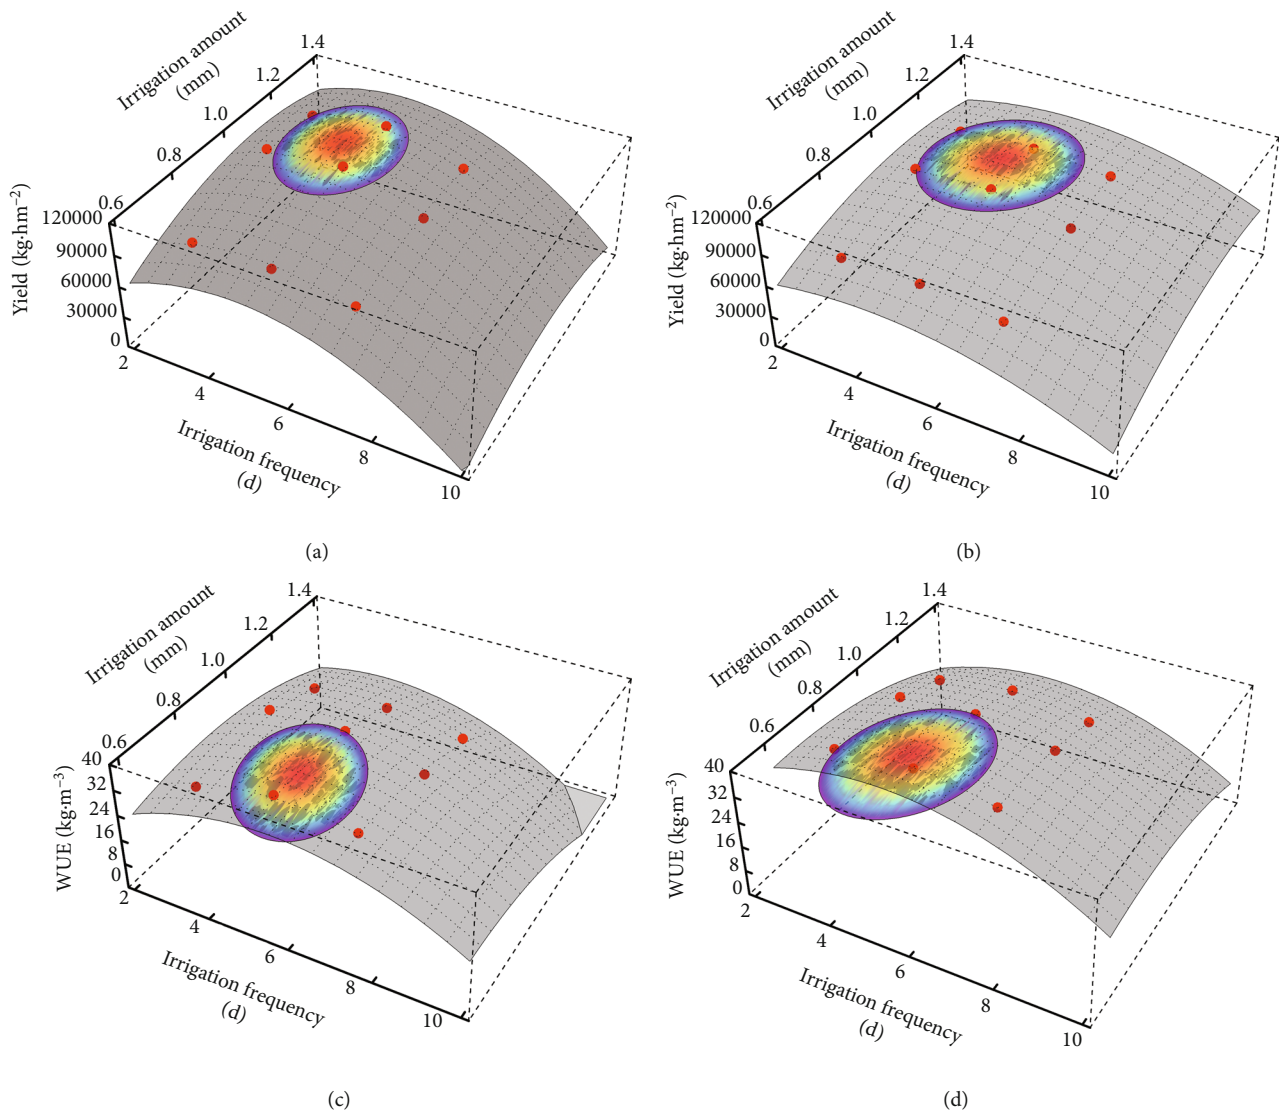 Irrigation amount
(mm)
1.4
1.2
1.0
0.8
0.6
120000
90000
60000
30000
0
Yield (kg·hm⁻²)
2
4
6
8
10
Irrigation frequency
(d)
(a)
Irrigation amount
(mm)
1.4
1.2
1.0
0.8
0.6
120000
90000
60000
30000
0
Yield (kg·hm⁻²)
2
4
6
8
10
Irrigation frequency
(d)
(b)
Irrigation amount
(mm)
1.4
1.2
1.0
0.8
0.6
40
32
24
16
8
0
WUE (kg·m⁻³)
2
4
6
8
10
Irrigation frequency
(d)
(c)
Irrigation amount
(mm)
1.4
1.2
1.0
0.8
0.6
40
32
24
16
8
0
WUE (kg·m⁻³)
2
4
6
8
10
Irrigation frequency
(d)
(d)